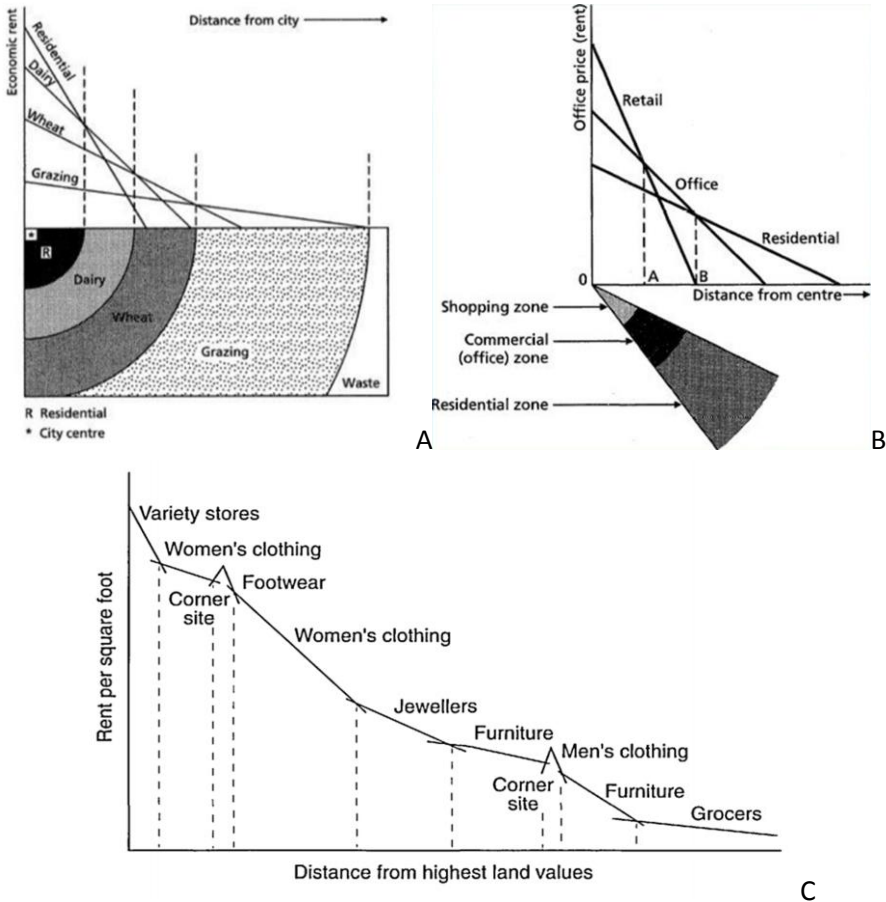 Economic rent
Distance from city
Residential
Dairy
Wheat
Grazing
*
R
Dairy
Wheat
Grazing
Waste
R Residential
* City centre
A
Office price (rent)
Retail
Office
Residential
0
A
B
Distance from centre
Shopping zone
Commercial
(office) zone
Residential zone
B
Rent per square foot
Variety stores
Women's clothing
Corner
site
Footwear
Women's clothing
Jewellers
Furniture
Corner
site
Men's clothing
Furniture
Grocers
Distance from highest land values
C